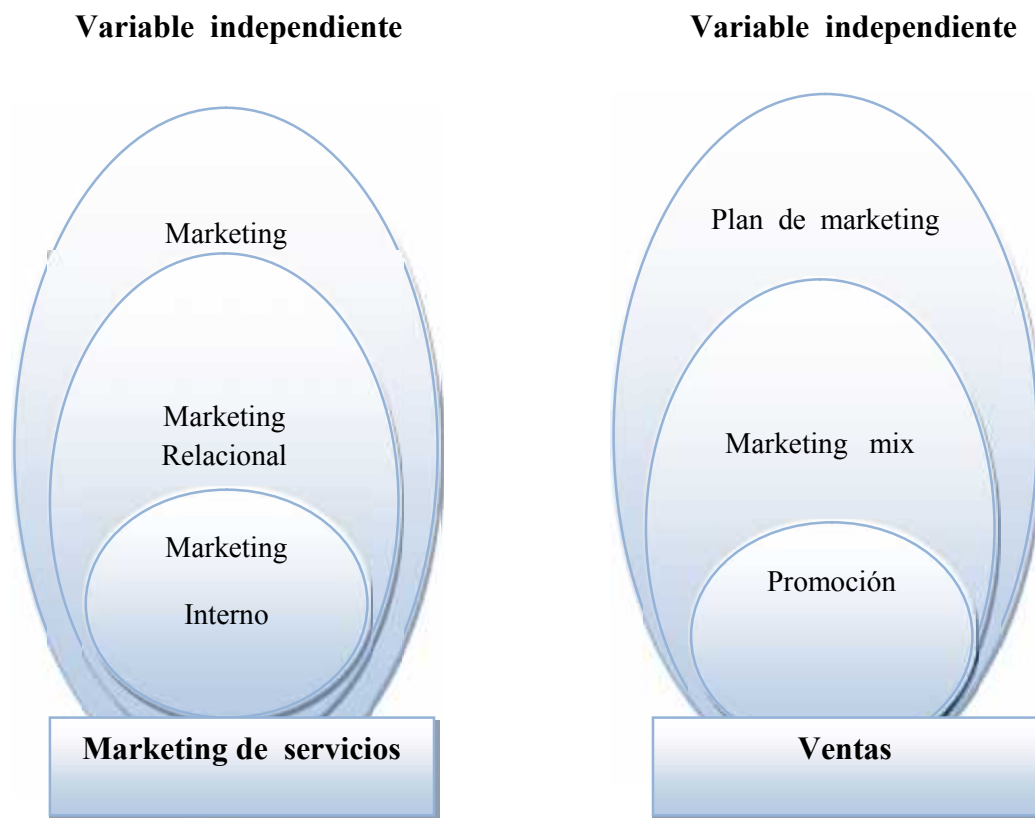 Variable independiente
Marketing
Marketing
Relacional
Marketing
Interno
Marketing de servicios
Variable independiente
Plan de marketing
Marketing mix
Promoción
Ventas